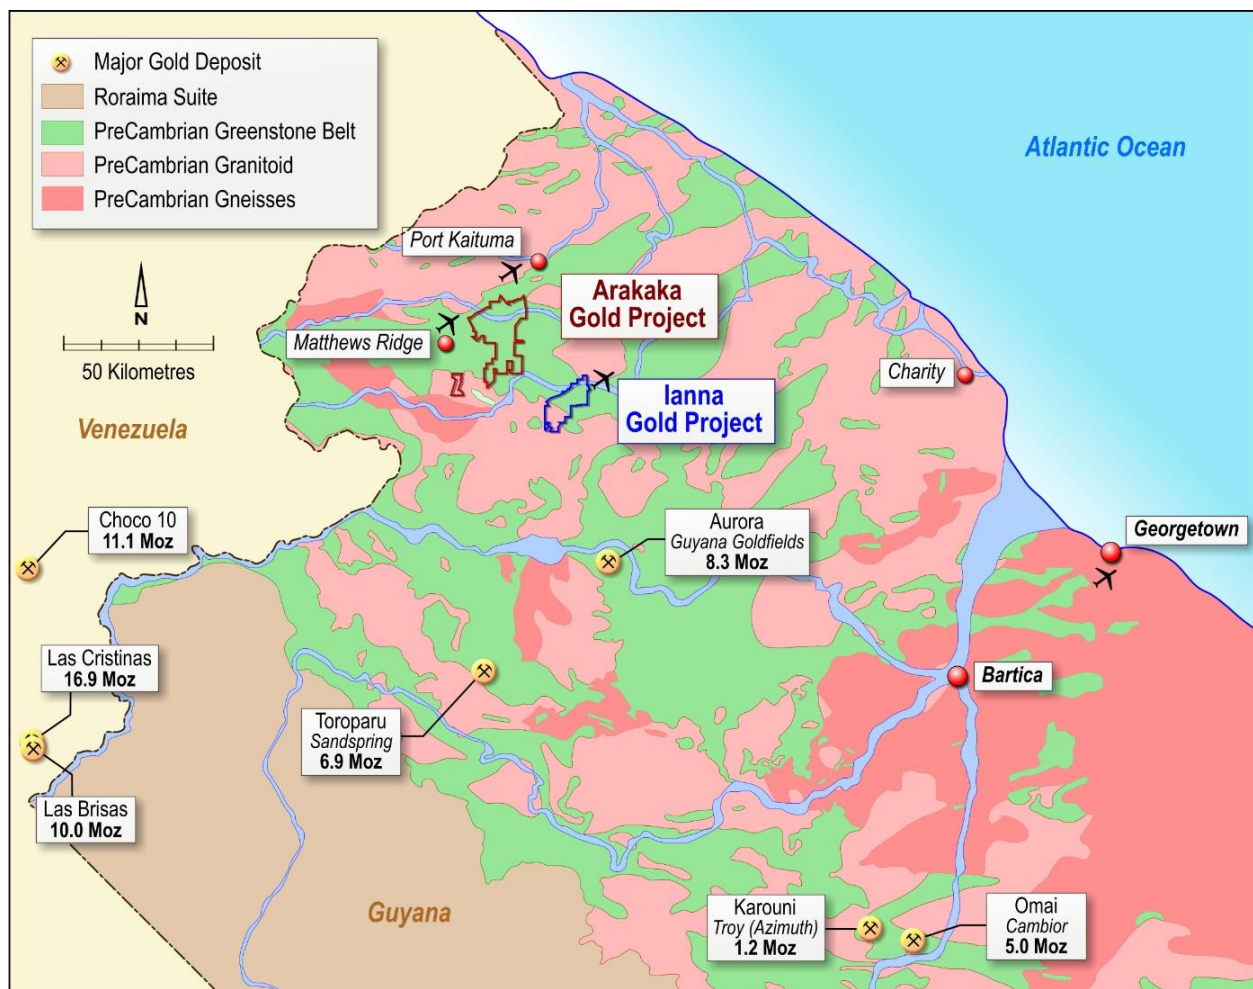 Major Gold Deposit
Roraima Suite
PreCambrian Greenstone Belt
PreCambrian Granitoid
PreCambrian Gneisses
Atlantic Ocean
Port Kaituma
Arakaka
Gold Project
N
Matthews Ridge
50 Kilometres
Charity
Ianna
Gold Project
Venezuela
Choco 10
11.1 Moz
Aurora
Guyana Goldfields
8.3 Moz
Georgetown
Las Cristinas
16.9 Moz
Bartica
Toroparu
Sandspring
6.9 Moz
Las Brisas
10.0 Moz
Guyana
Karouni
Troy (Azimuth)
1.2 Moz
Omai
Cambior
5.0 Moz